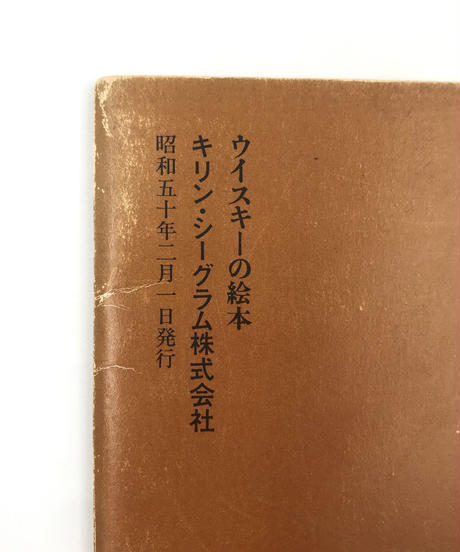 ウイスキーの絵本
キリン・シーグラム株式会社
昭和五十年二月一日発行